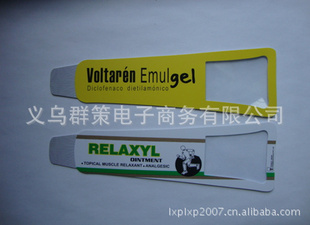 Voltarén Emulgel
Diclofenaco dietilamónico
义乌群策电子商务有限公司
RELAXYL
OINTMENT
• TOPICAL MUSCLE RELAXANT • ANALGESIC
lxplxp2007.cn.alibaba.com